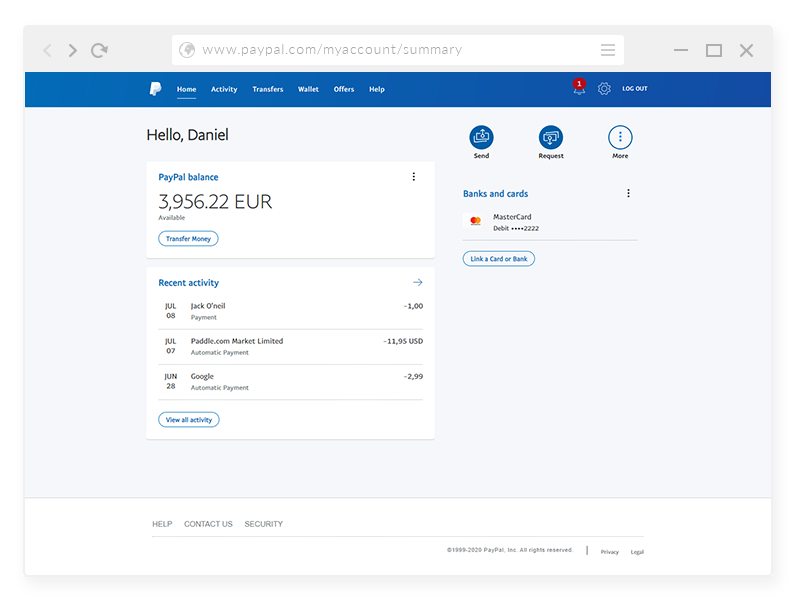 www.paypal.com/myaccount/summary
Home Activity Transfers Wallet Offers Help 1 LOG OUT
Hello, Daniel
Send Request More
PayPal balance
3,956.22 EUR
Available
Transfer Money
Banks and cards
MasterCard
Debit ••••2222
Link a Card or Bank
Recent activity
JUL 08 Jack O'neil -1,00
Payment
JUL 07 Paddle.com Market Limited -11,95 USD
Automatic Payment
JUN 28 Google -2,99
Automatic Payment
View all activity
HELP CONTACT US SECURITY
©1999-2020 PayPal, Inc. All rights reserved. | Privacy Legal